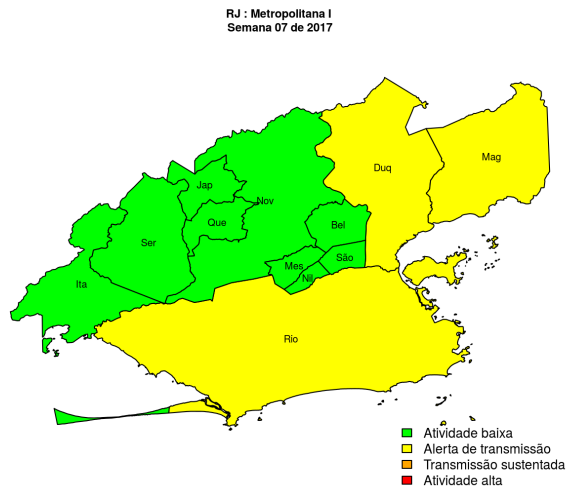 RJ : Metropolitana I
Semana 07 de 2017
Mag
Duq
Jap
Nov
Que
Bel
Ser
São
Mes
Nil
Ita
Rio
Atividade baixa
Alerta de transmissão
Transmissão sustentada
Atividade alta